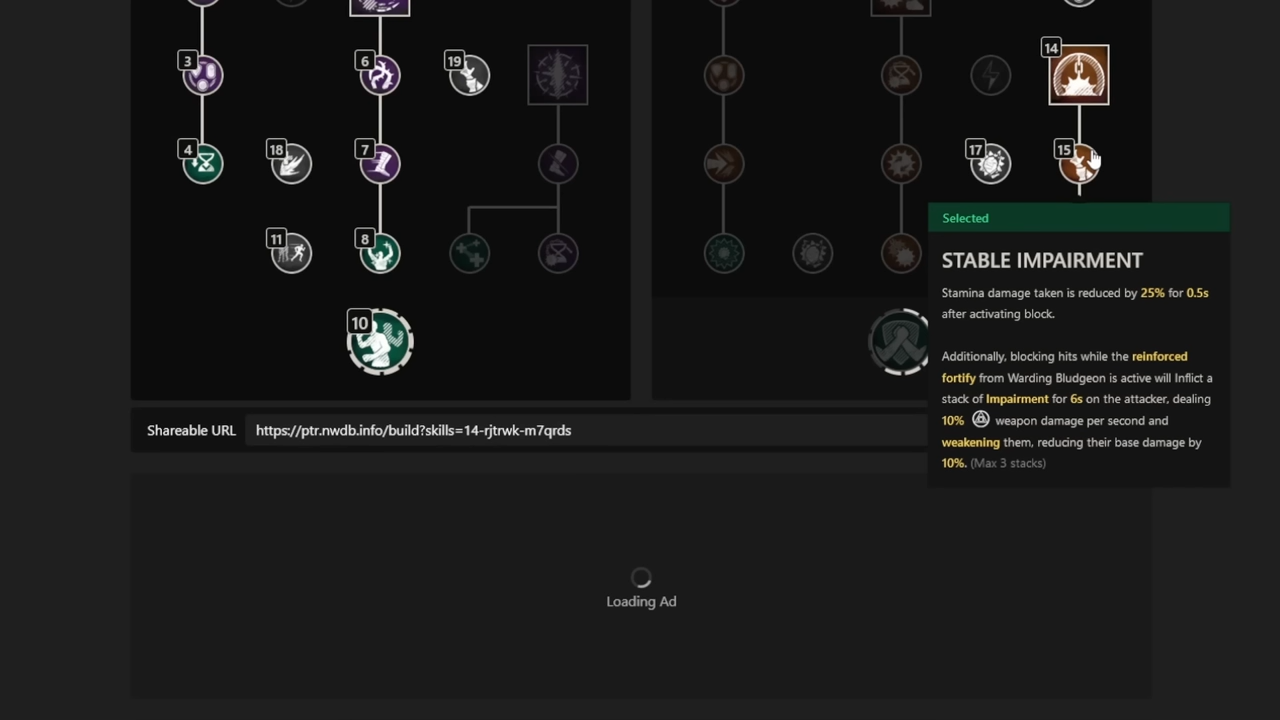 3
6
19
14
4
18
7
17
15
11
8
10
Selected
STABLE IMPAIRMENT
Stamina damage taken is reduced by 25% for 0.5s
after activating block.
Additionally, blocking hits while the reinforced
fortify from Warding Bludgeon is active will Inflict a
stack of Impairment for 6s on the attacker, dealing
10% weapon damage per second and
weakening them, reducing their base damage by
10%. (Max 3 stacks)
Shareable URL https://ptr.nwdb.info/build?skills=14-rjtrwk-m7qrds
Loading Ad